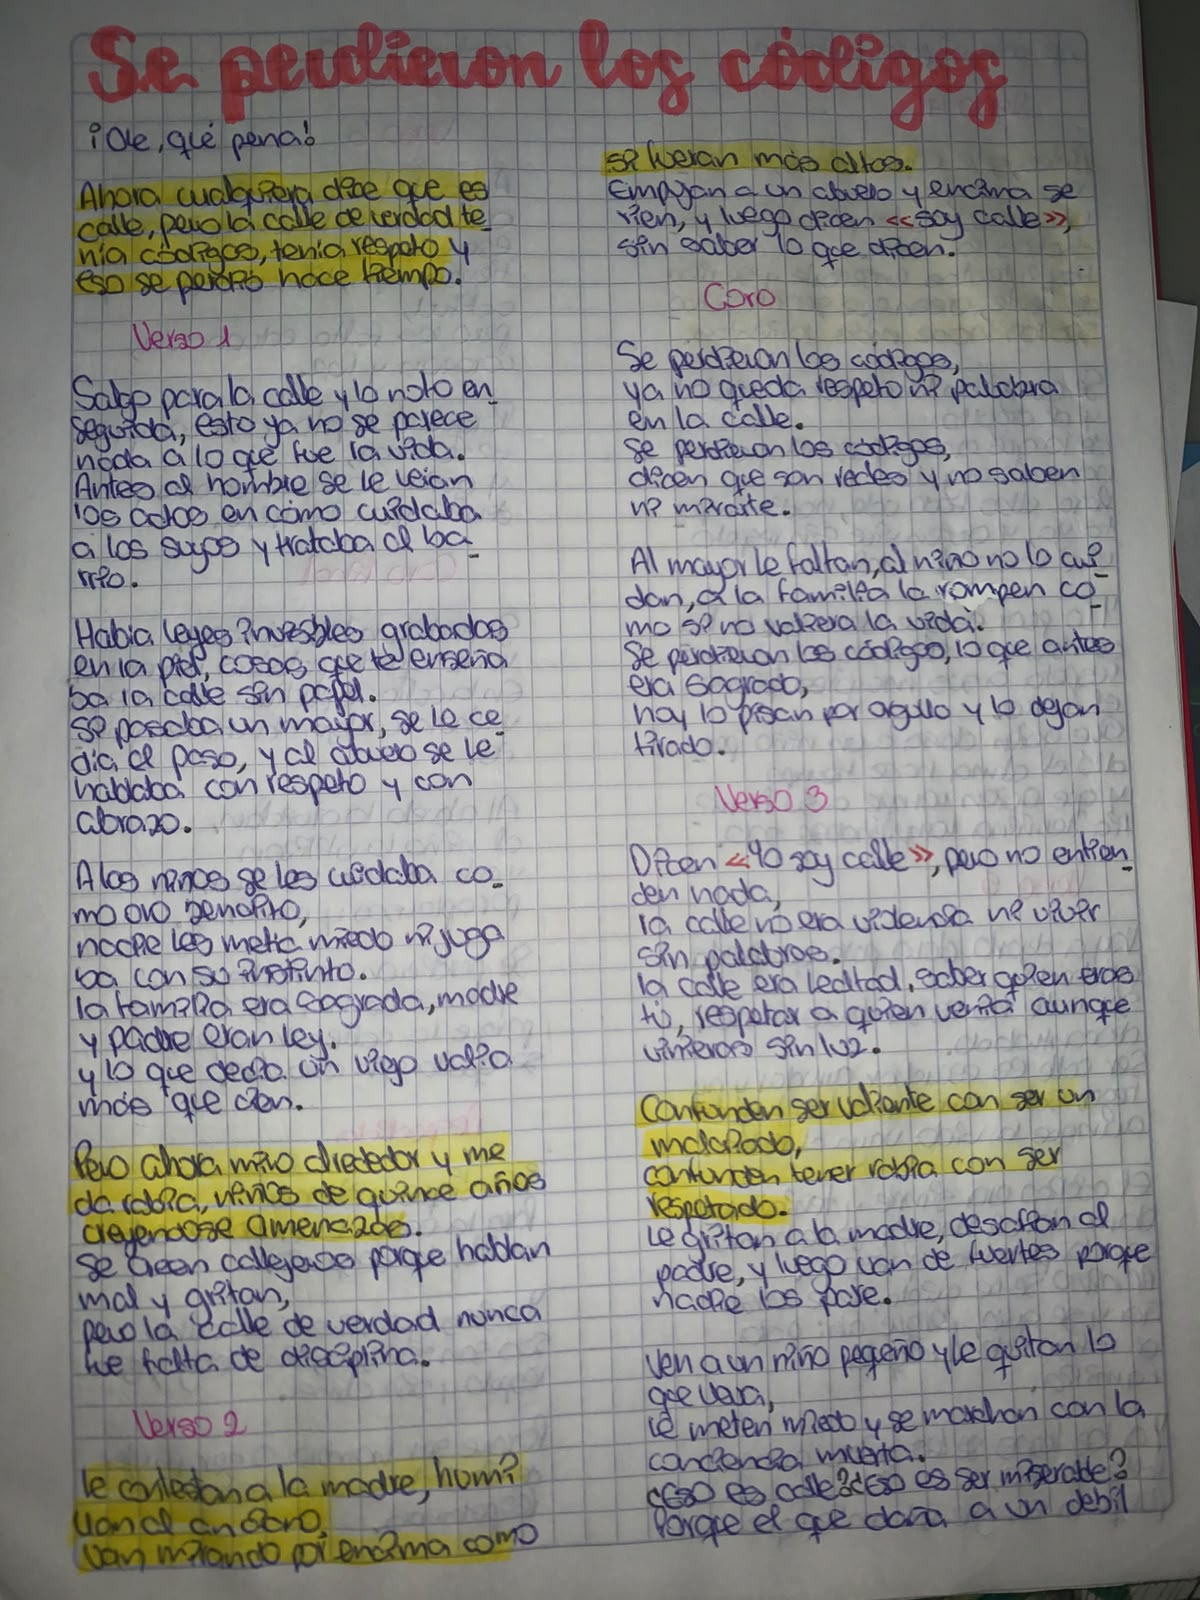 Se perdieron los códigos
¡Ole, qué pena!
Ahora cualquiera dice que es
calle, pero la calle de verdad te
nía códigos, tenía respeto y
eso se perdió hace tiempo.
Verso 1
Salgo para la calle y lo noto en_
seguida, esto ya no se parece
nada a lo que fue la vida.
Antes al hombre se le veían
los actos en cómo cuidaba
a los suyos y trataba al ba_
rrio.
Había leyes invisibles grabadas
en la piel, cosas que te enseña
ba la calle sin papel.
Si pasaba un mayor, se le ce_
día el paso, y al abuelo se le
hablaba con respeto y con
abrazo.
A los niños se les cuidaba co_
mo oro
nadie les metía miedo ni juga
ba con su instinto.
la familia era sagrada, madre
y padre eran ley.
y lo que decía un viejo valía
más que cien.
Pero ahora miro alrededor y me
da rabia, niños de quince años
creyendose amenazas.
se creen callejeros porque hablan
mal y gritan,
pero la calle de verdad nunca
fue falta de disciplina.
Verso 2
le contestan a la madre, humi
llan al anciano,
van mirando por encima como
si fueran más altos.
Empujan a un abuelo y encima se
rien, y luego dicen «soy calle»,
sin saber lo que dicen.
Coro
Se perdieron los códigos,
ya no queda respeto ni palabra
en la calle.
se perdieron los códigos,
dicen que son redes y no saben
ni mirarte.
Al mayor le faltan, al niño no lo cui_
dan, a la familia la rompen co_
mo si no valiera la vida.
Se perdieron los códigos, lo que antes
era sagrado,
hoy lo pisan por orgullo y lo dejan
tirado.
Verso 3
Dicen «Yo soy calle», pero no entien_
den nada,
la calle no era violencia ni vivir
sin palabras.
la calle era lealtad, saber quien eras
tú, respetar a quien venía aunque
vinieras sin luz.
Confunden ser valiente con ser un
malcriado,
confunden tener rabia con ser
respetado.
Le gritan a la madre, desafían al
padre, y luego van de fuertes porque
nadie los pare.
Ven a un niño pequeño y le quitan lo
que lleva,
le meten miedo y se marchan con la
conciencia muerta.
¿Eso es calle? ¿Eso es ser miserable?
Porque el que daña a un débil